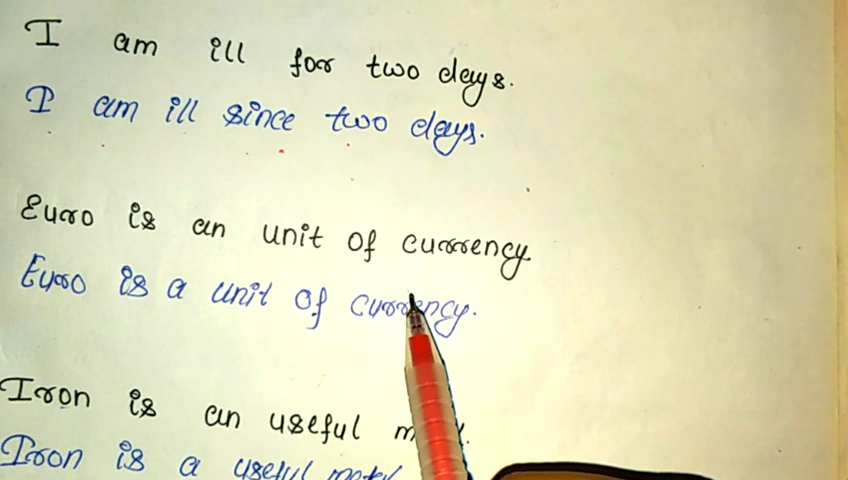 I am ill for two days.
I am ill since two days.
Euro is an unit of currency
Euro is a unit of currency.
Iron is an useful
Iron is a useful